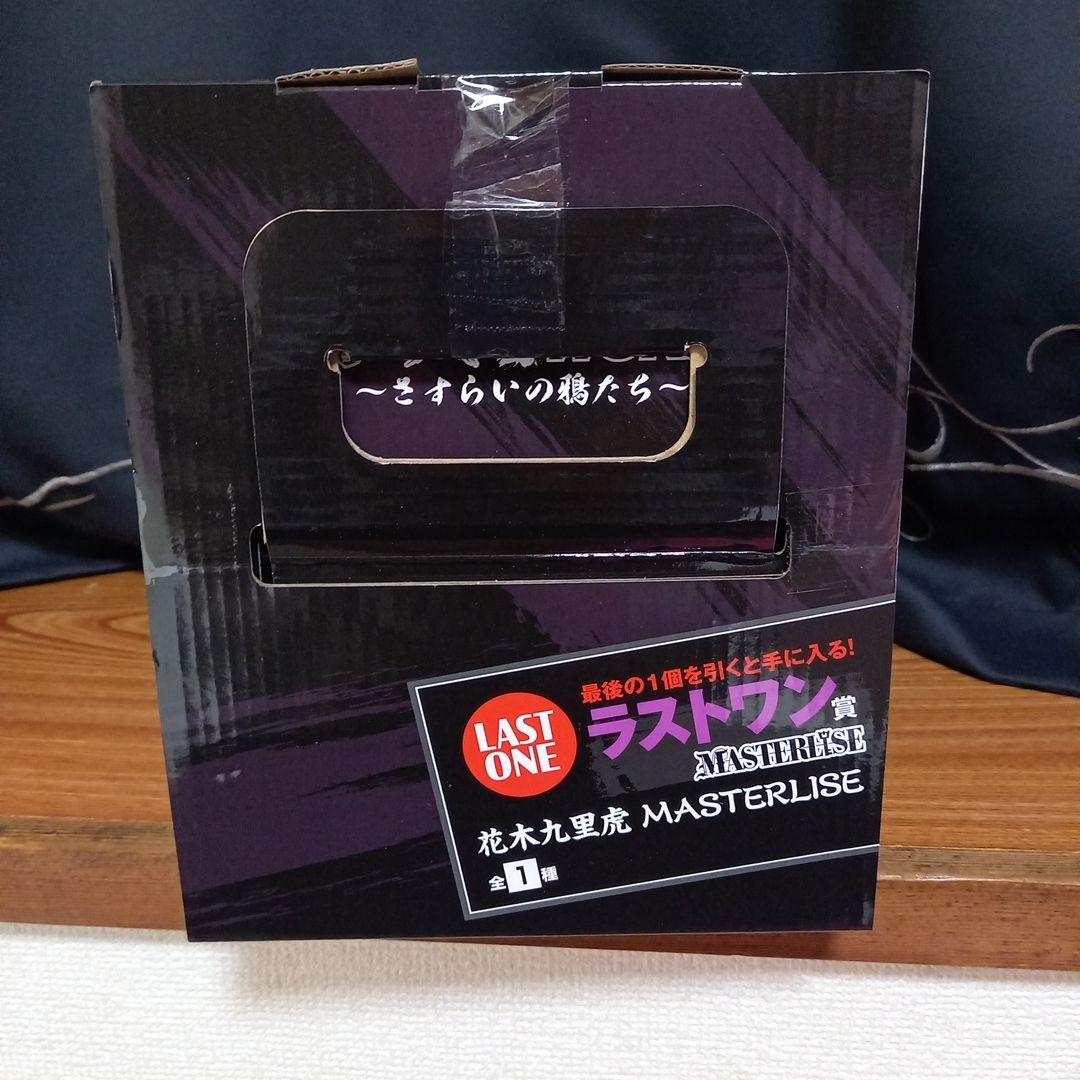 ～さすらいの鴉たち～
最後の1個を引くと手に入る!
LAST
ONE
ラストワン賞
MASTERLISE
花木九里虎 MASTERLISE
全1種